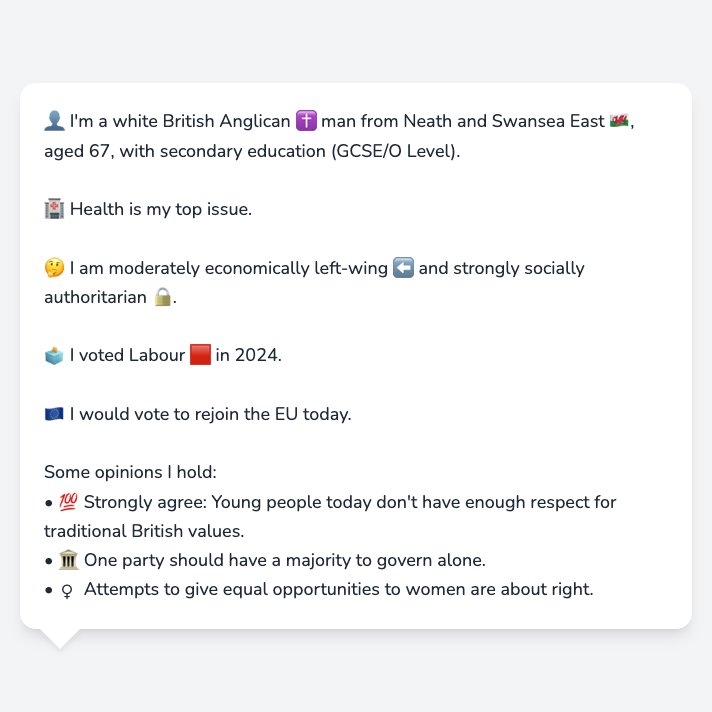 👤 I'm a white British Anglican ✝️ man from Neath and Swansea East 🏴󠁧󠁢󠁷󠁬󠁳󠁿,
aged 67, with secondary education (GCSE/O Level).
🏥 Health is my top issue.
🤔 I am moderately economically left-wing ⬅️ and strongly socially
authoritarian 🔒.
🗳️ I voted Labour 🟥 in 2024.
🇪🇺 I would vote to rejoin the EU today.
Some opinions I hold:
• 💯 Strongly agree: Young people today don't have enough respect for
traditional British values.
• 🏛️ One party should have a majority to govern alone.
• ♀ Attempts to give equal opportunities to women are about right.